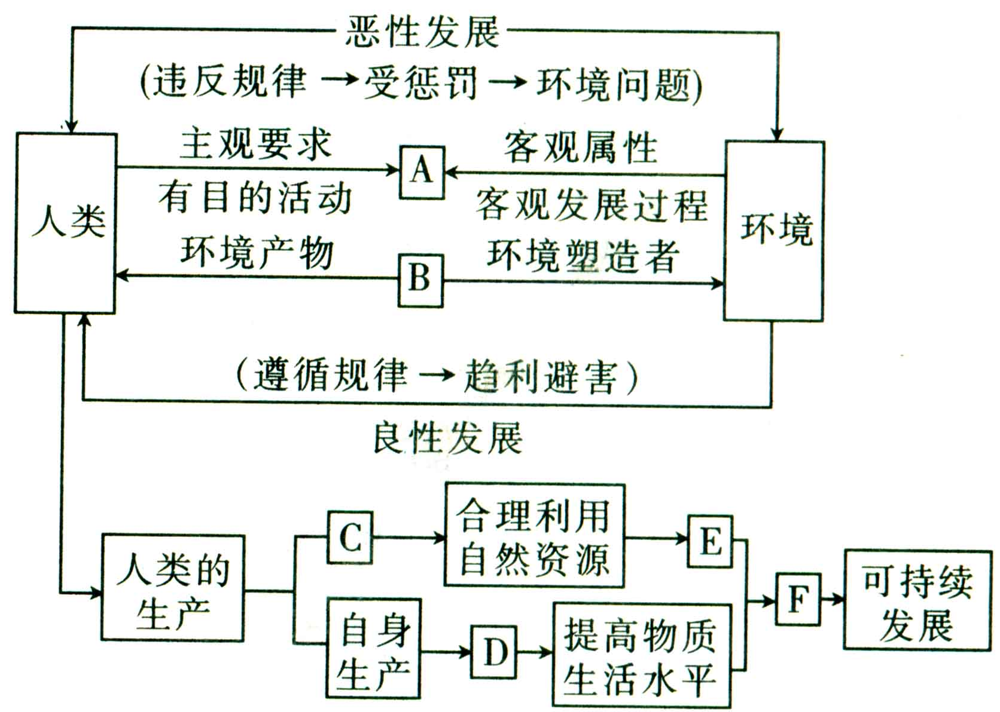 恶性发展
(违反规律→受惩罚→环境问题)
主观要求
客观属性
A
有目的活动
客观发展过程
人类
环境
环境产物
环境塑造者
B
(遵循规律→趋利避害)
良性发展
合理利用
自然资源
C
E
人类的
生产
可持续
发展
F
自身
生产
D
提高物质
生活水平